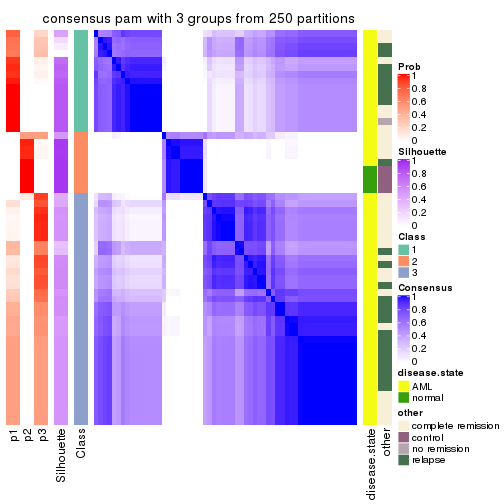 consensus pam with 3 groups from 250 partitions
Prob
1
0.8
0.6
0.4
0.2
0
Silhouette
1
0.8
0.6
0.4
0.2
0
Class
1
2
3
Consensus
1
0.8
0.6
0.4
0.2
0
disease.state
AML
normal
other
complete remission
control
no remission
relapse
p1
p2
p3
Silhouette
Class
disease.state
other